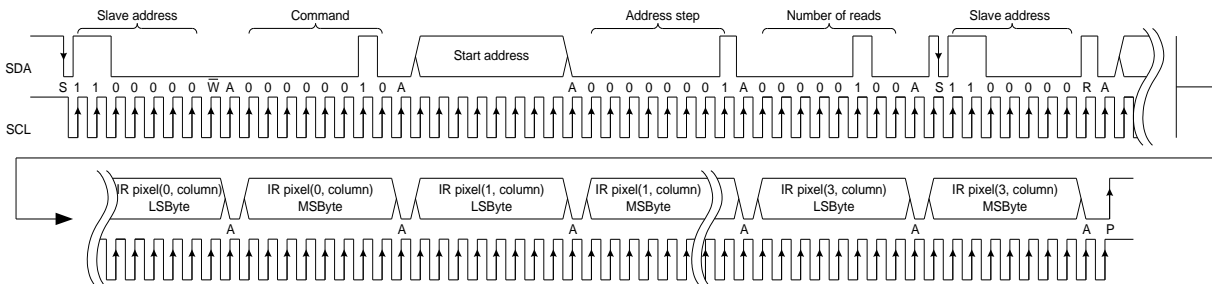 Slave address Command Address step Number of reads Slave address
SDA Start address
S 1 1 0 0 0 0 0 W̅ A 0 0 0 0 0 0 1 0 A A 0 0 0 0 0 0 0 1 A 0 0 0 0 0 1 0 0 A S 1 1 0 0 0 0 0 R A
SCL
IR pixel(0, column) IR pixel(0, column) IR pixel(1, column) IR pixel(1, column) IR pixel(3, column) IR pixel(3, column)
LSByte MSByte LSByte MSByte LSByte MSByte
A A A A A A P